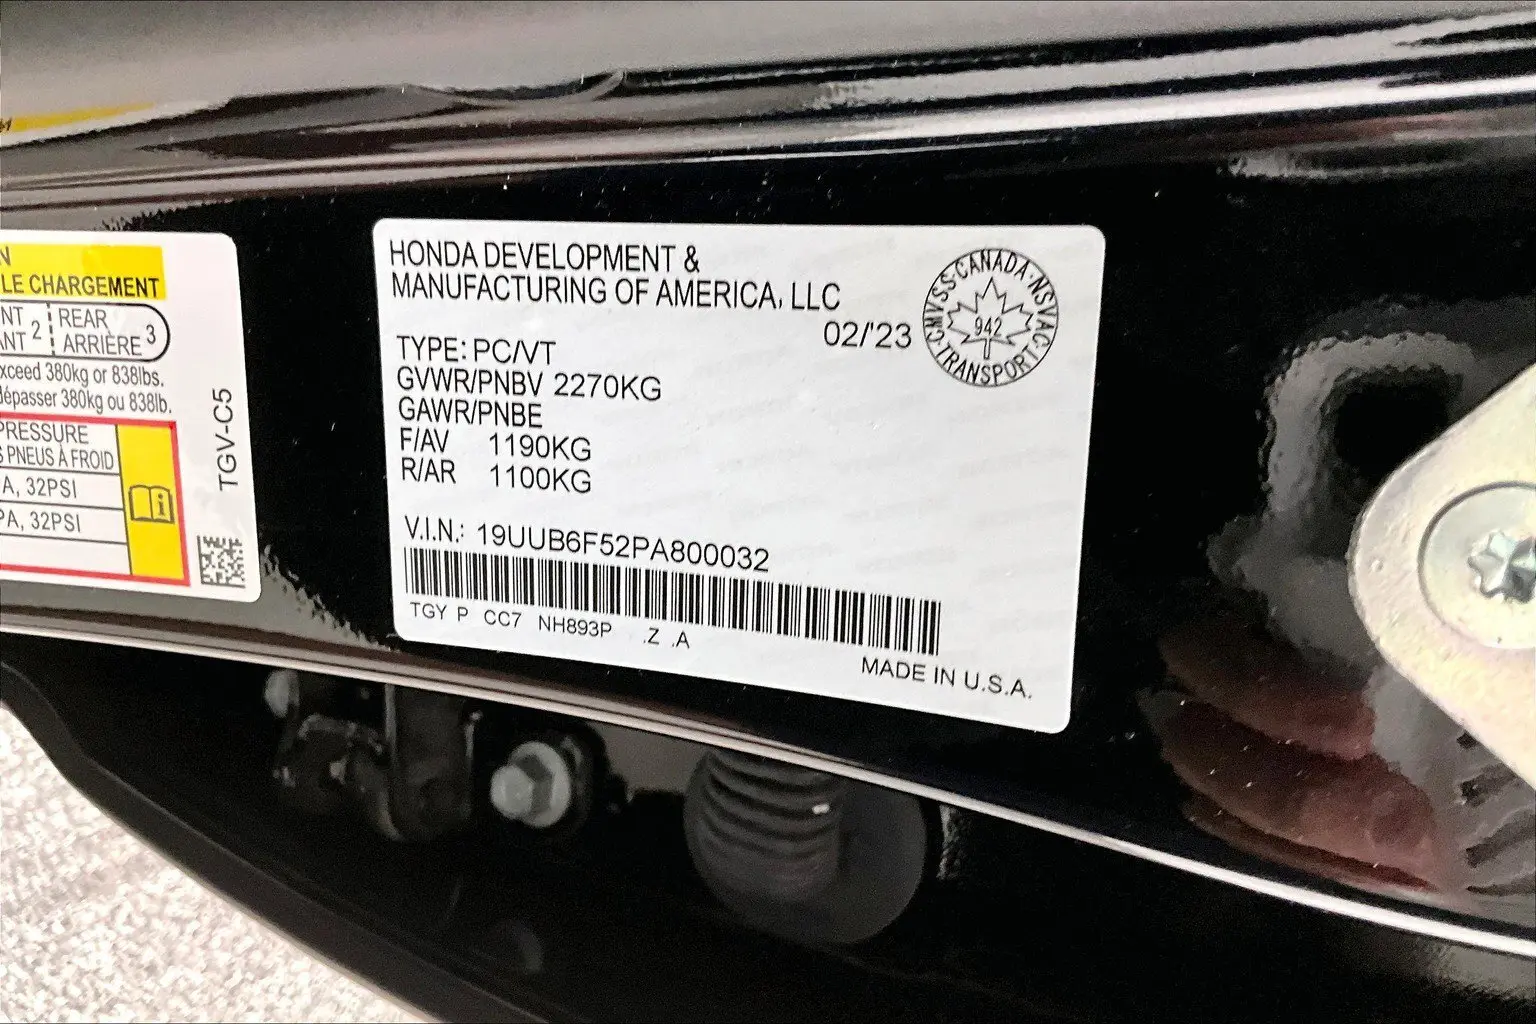 N
LE CHARGEMENT
NT 2 REAR 3
ANT ARRIÈRE
xceed 380kg or 838lbs.
dépasser 380kg ou 838lb.
PRESSURE
S PNEUS À FROID
A, 32PSI
PA, 32PSI
TGV-C5
HONDA DEVELOPMENT &
MANUFACTURING OF AMERICA, LLC
02/'23
CANADA
CMVSS NSVAC
942
TRANSPORT
TYPE: PC/VT
GVWR/PNBV 2270KG
GAWR/PNBE
F/AV 1190KG
R/AR 1100KG
V.I.N.: 19UUB6F52PA800032
TGY P CC7 NH893P .Z .A
MADE IN U.S.A.